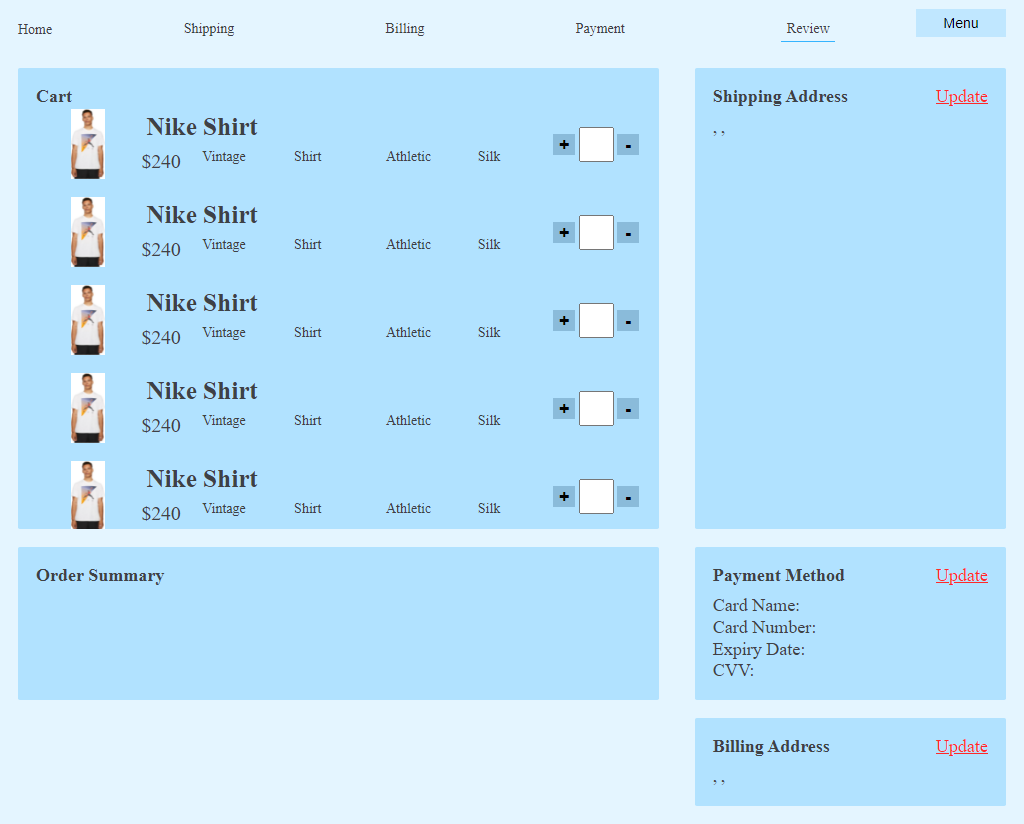 Home Shipping Billing Payment Review Menu
Cart
Nike Shirt
$240 Vintage Shirt Athletic Silk + -
Nike Shirt
$240 Vintage Shirt Athletic Silk + -
Nike Shirt
$240 Vintage Shirt Athletic Silk + -
Nike Shirt
$240 Vintage Shirt Athletic Silk + -
Nike Shirt
$240 Vintage Shirt Athletic Silk + -
Shipping Address Update
, ,
Order Summary
Payment Method Update
Card Name:
Card Number:
Expiry Date:
CVV:
Billing Address Update
, ,